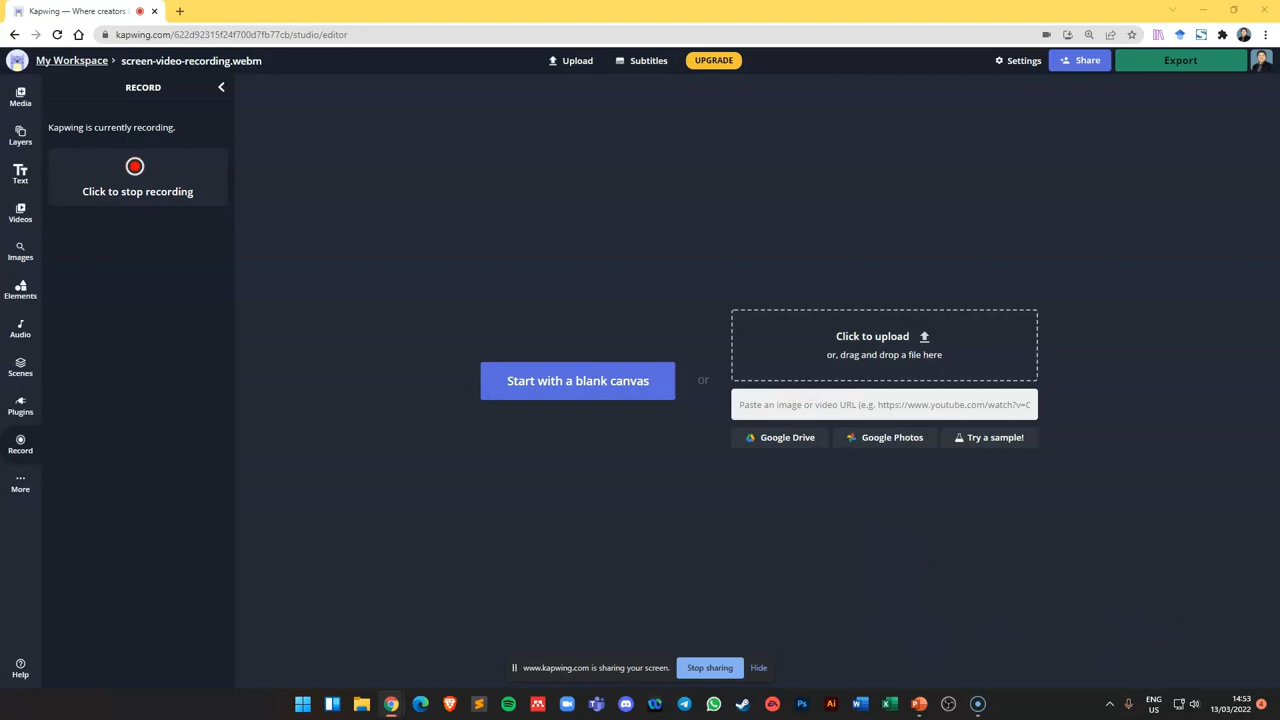 Kapwing — Where creators
kapwing.com/622d92315f24f700d7fb77cb/studio/editor
My Workspace > screen-video-recording.webm
Upload
Subtitles
UPGRADE
Settings
Share
Export
RECORD
Kapwing is currently recording.
Click to stop recording
Media
Layers
Text
Videos
Images
Elements
Audio
Scenes
Plugins
Record
More
Help
Start with a blank canvas
or
Click to upload
or, drag and drop a file here
Paste an image or video URL (e.g. https://www.youtube.com/watch?v=C
Google Drive
Google Photos
Try a sample!
www.kapwing.com is sharing your screen.
Stop sharing
Hide
ENG
US
14:53
13/03/2022